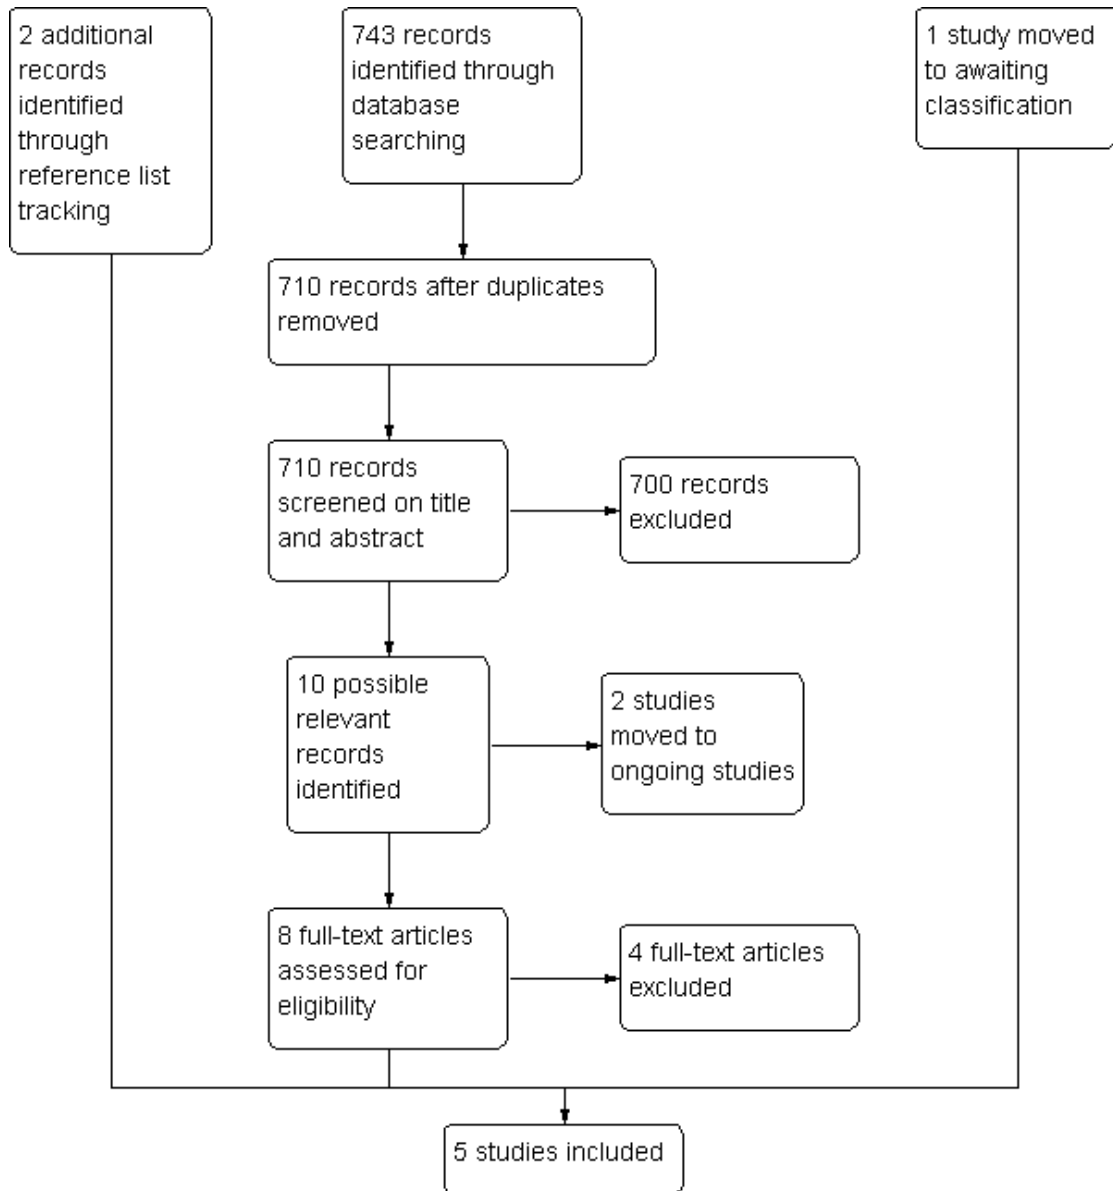 2 additional
records
identified
through
reference list
tracking
743 records
identified through
database
searching
1 study moved
to awaiting
classification
710 records after duplicates
removed
710 records
screened on title
and abstract
700 records
excluded
10 possible
relevant
records
identified
2 studies
moved to
ongoing studies
8 full-text articles
assessed for
eligibility
4 full-text articles
excluded
5 studies included